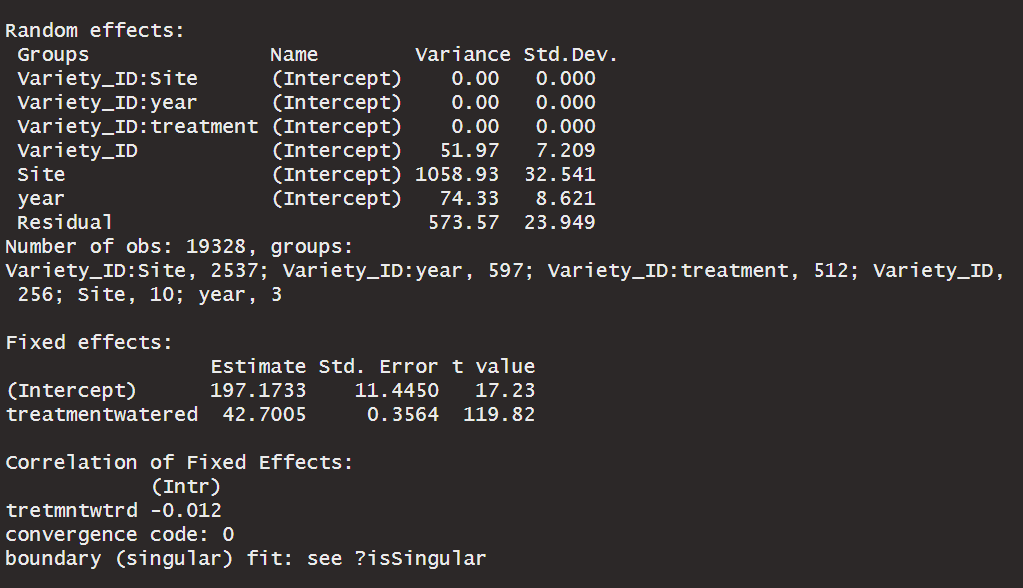 Random effects:
 Groups               Name        Variance Std.Dev.
 Variety_ID:Site      (Intercept)    0.00   0.000
 Variety_ID:year      (Intercept)    0.00   0.000
 Variety_ID:treatment (Intercept)    0.00   0.000
 Variety_ID           (Intercept)   51.97   7.209
 Site                 (Intercept) 1058.93  32.541
 year                 (Intercept)   74.33   8.621
 Residual                          573.57  23.949
Number of obs: 19328, groups:
Variety_ID:Site, 2537; Variety_ID:year, 597; Variety_ID:treatment, 512; Variety_ID,
 256; Site, 10; year, 3

Fixed effects:
                 Estimate Std. Error t value
(Intercept)      197.1733    11.4450   17.23
treatmentwatered  42.7005     0.3564  119.82

Correlation of Fixed Effects:
            (Intr)
tretmntwtrd -0.012
convergence code: 0
boundary (singular) fit: see ?isSingular